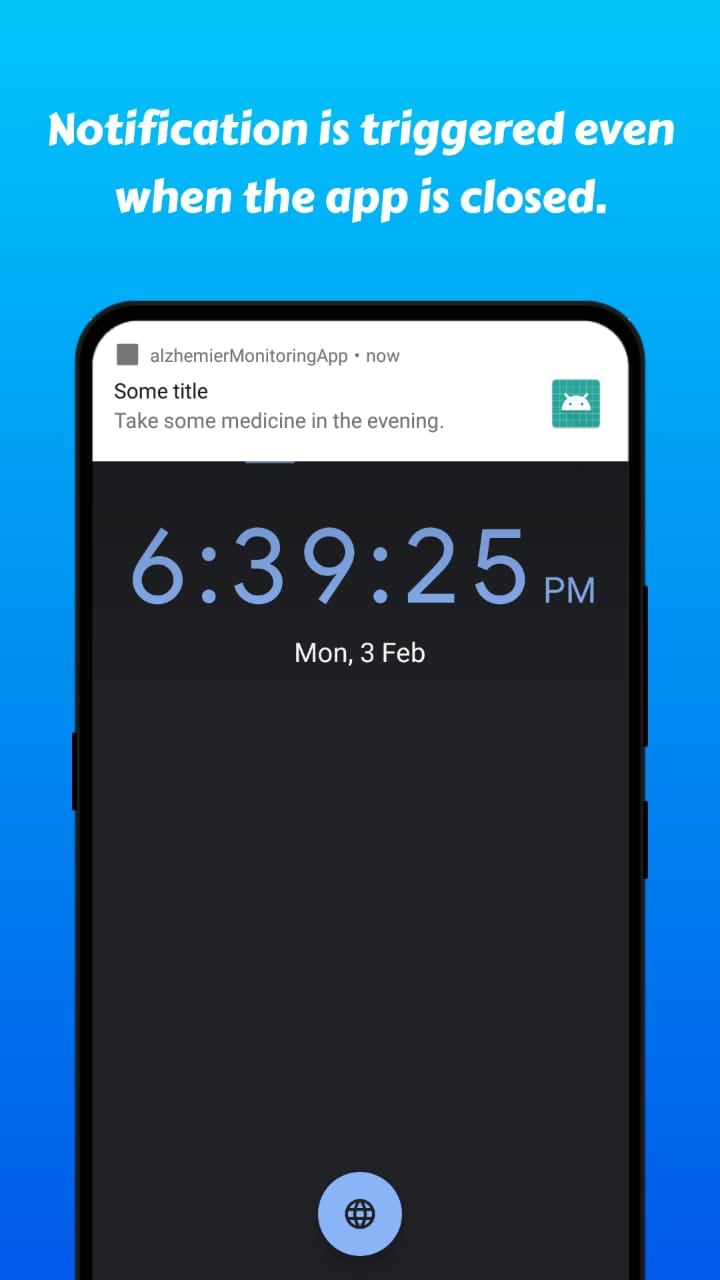 Notification is triggered even
when the app is closed.
alzhemierMonitoringApp • now
Some title
Take some medicine in the evening.
6:39:25 PM
Mon, 3 Feb